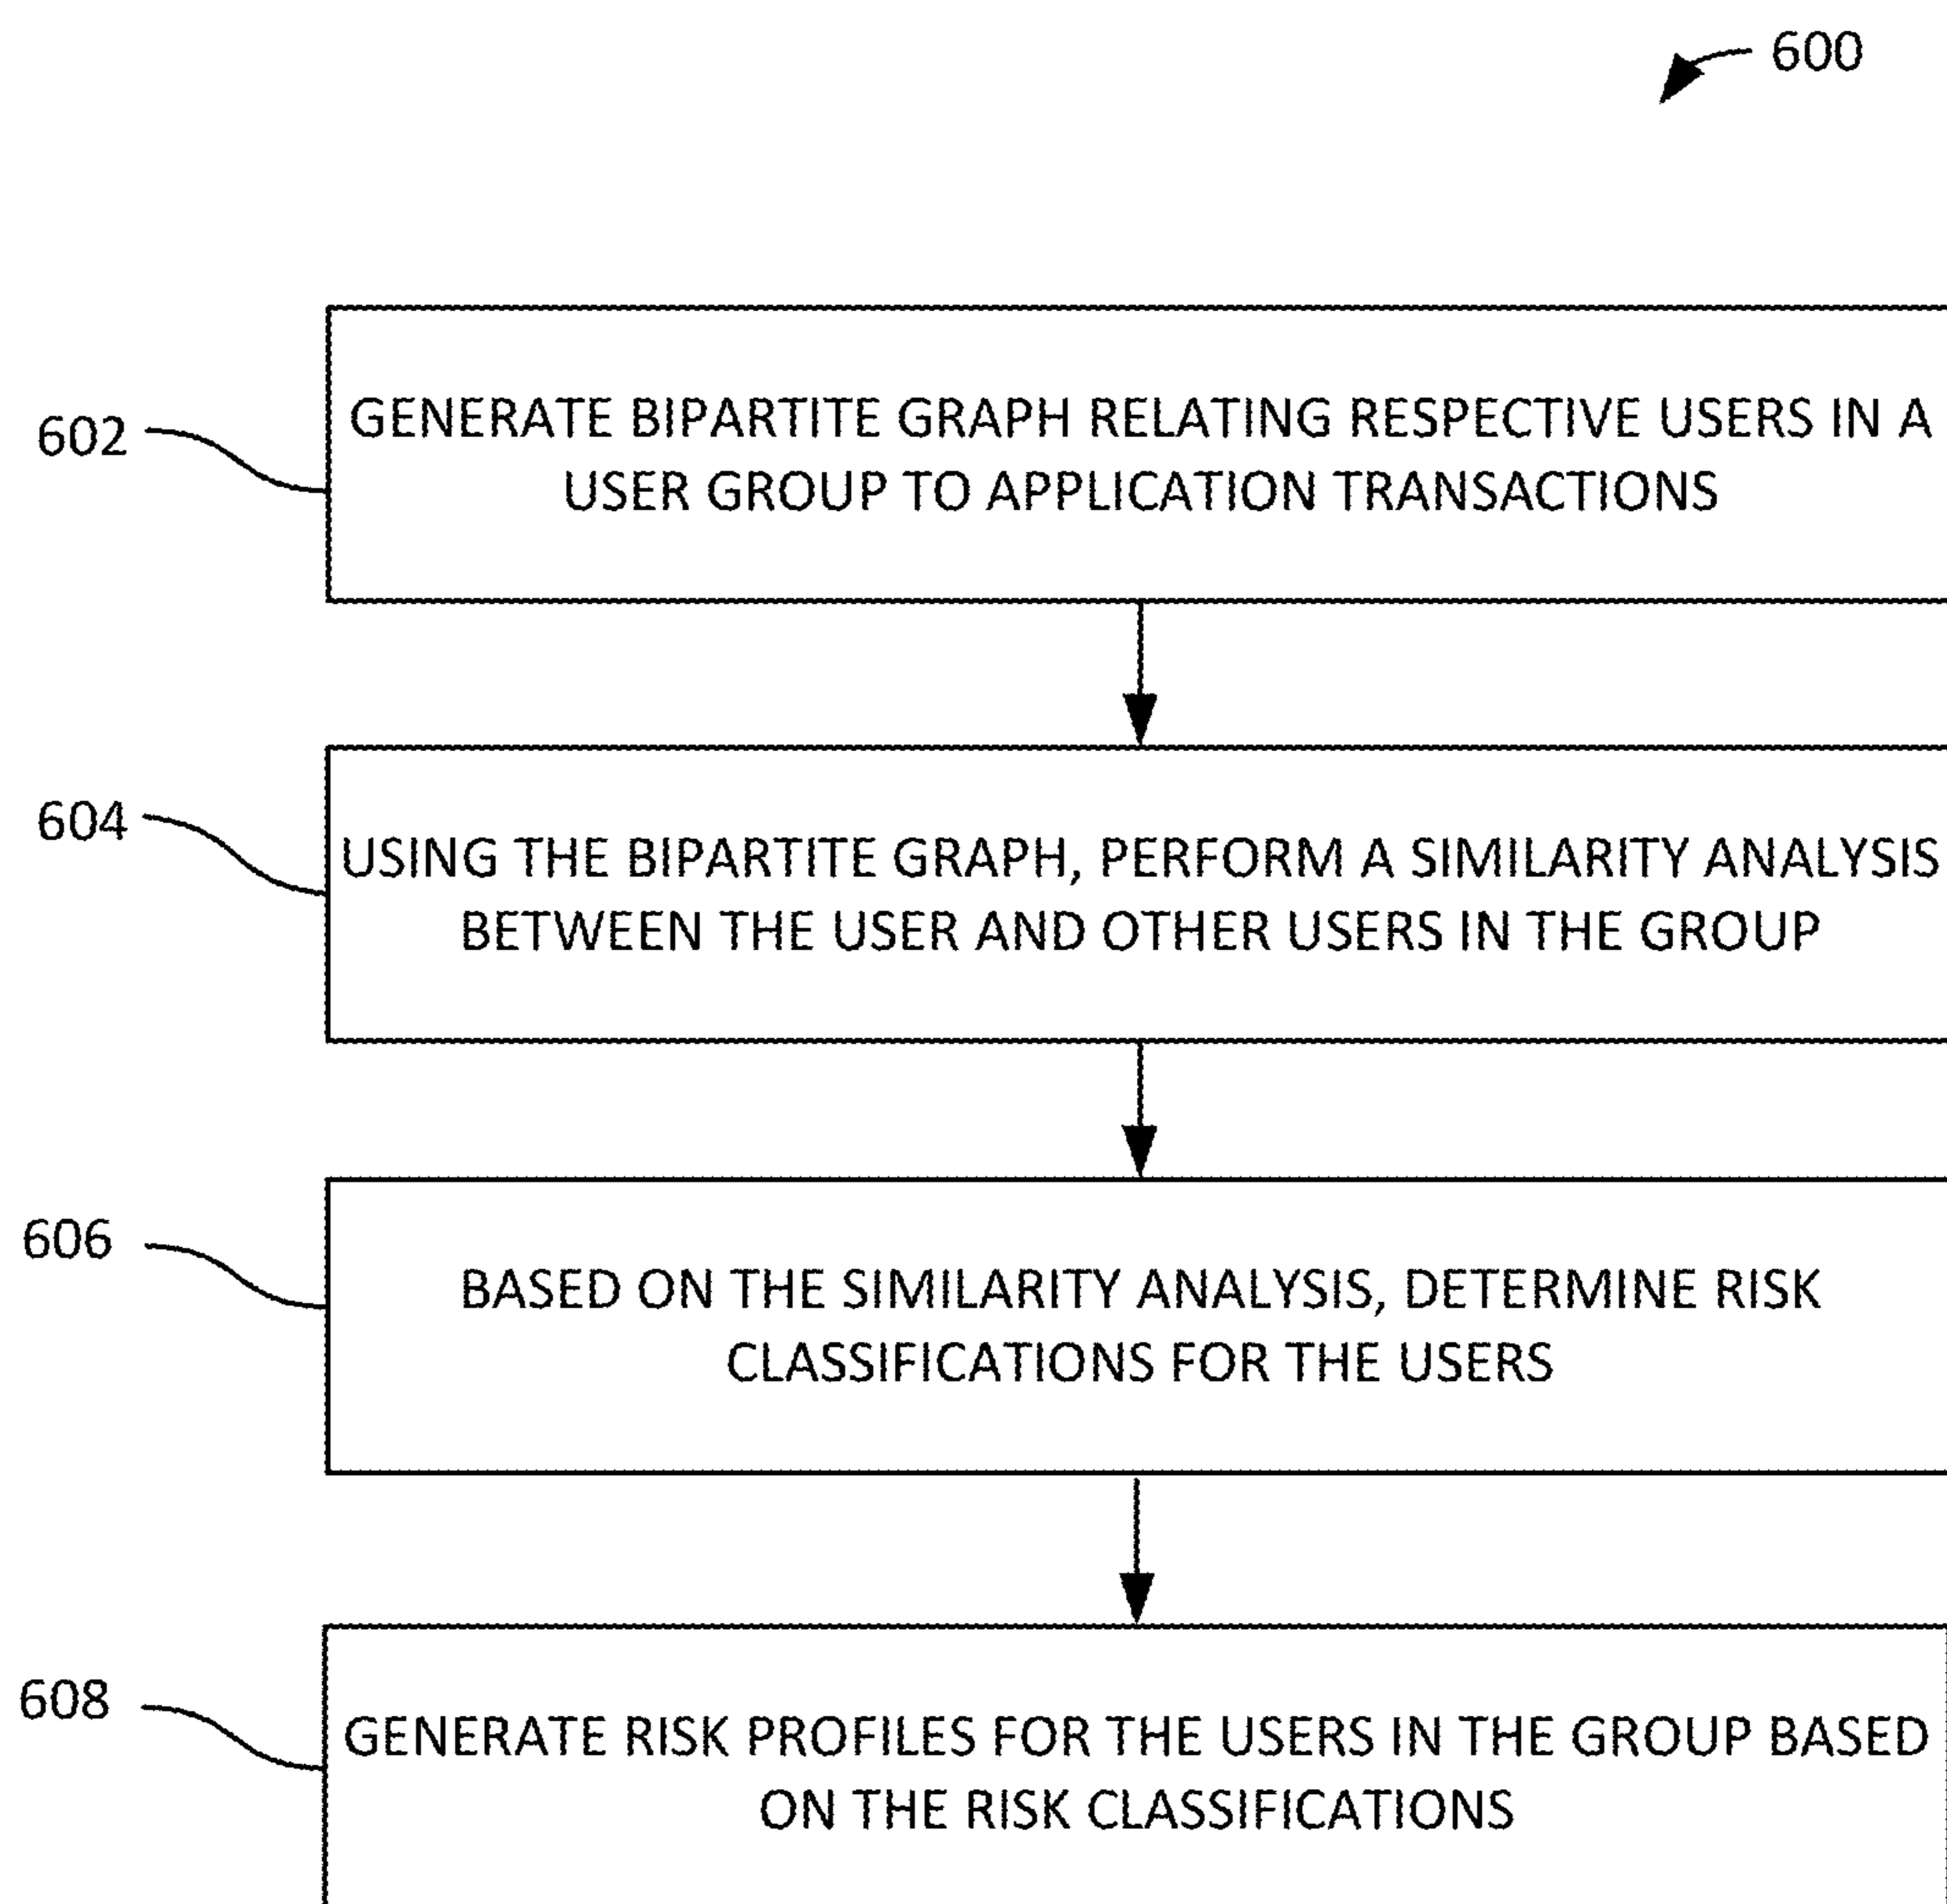 600
602
GENERATE BIPARTITE GRAPH RELATING RESPECTIVE USERS IN A
USER GROUP TO APPLICATION TRANSACTIONS
604
USING THE BIPARTITE GRAPH, PERFORM A SIMILARITY ANALYSIS
BETWEEN THE USER AND OTHER USERS IN THE GROUP
606
BASED ON THE SIMILARITY ANALYSIS, DETERMINE RISK
CLASSIFICATIONS FOR THE USERS
608
GENERATE RISK PROFILES FOR THE USERS IN THE GROUP BASED
ON THE RISK CLASSIFICATIONS